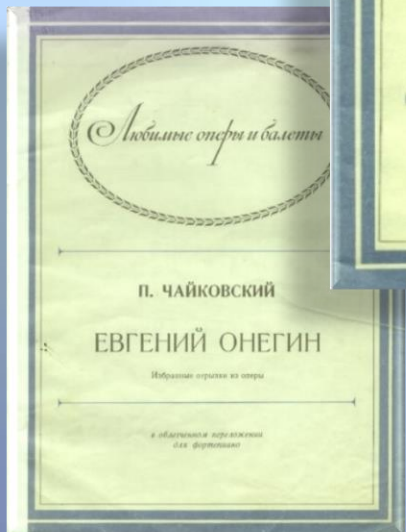 Любимые оперы и балеты
П. ЧАЙКОВСКИЙ
ЕВГЕНИЙ ОНЕГИН
Избранные отрывки из оперы
в облегченном переложении
для фортепиано